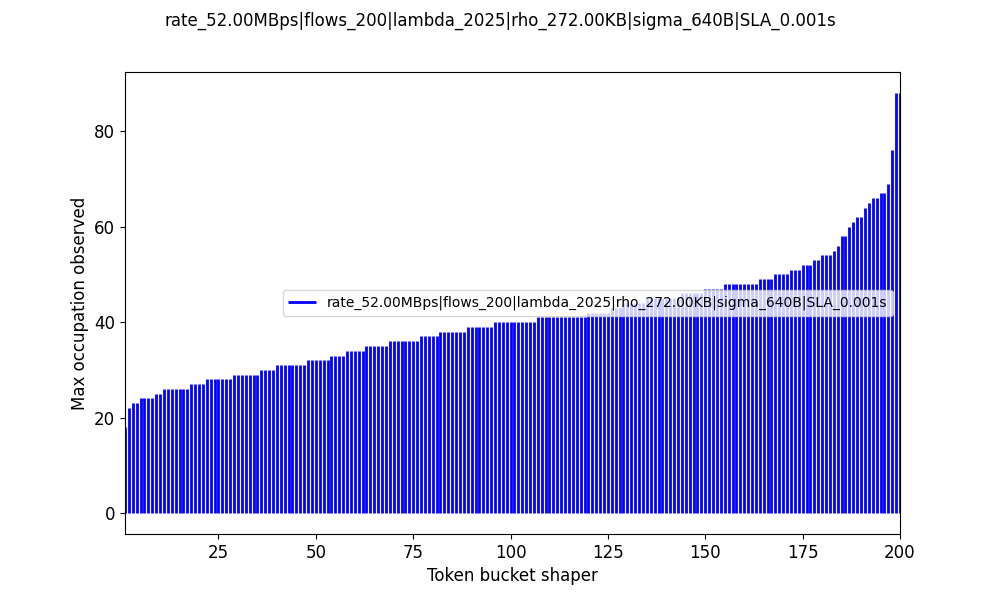 rate_52.00MBps|flows_200|lambda_2025|rho_272.00KB|sigma_640B|SLA_0.001s
Max occupation observed
80
60
40
20
0
rate_52.00MBps|flows_200|lambda_2025|rho_272.00KB|sigma_640B|SLA_0.001s
25 50 75 100 125 150 175 200
Token bucket shaper